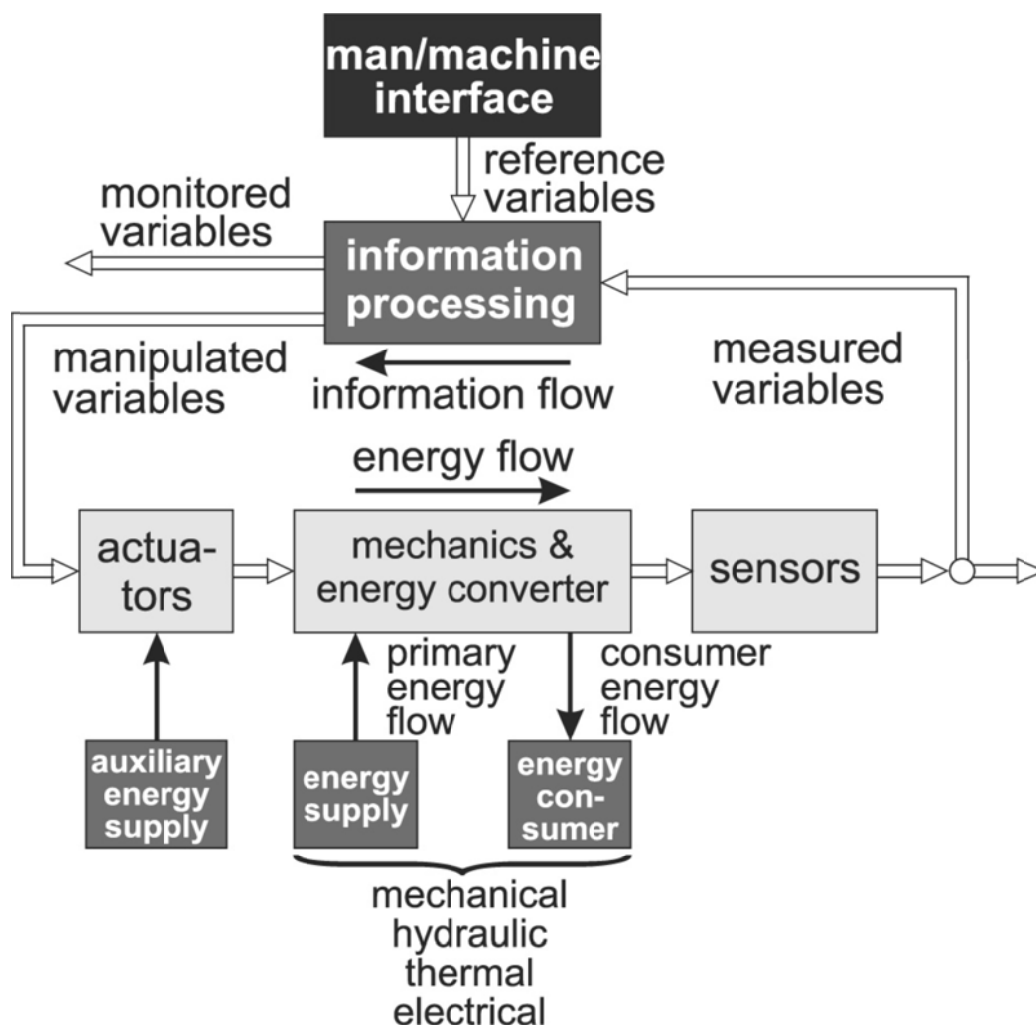 man/machine
interface
reference
variables
monitored
variables
information
processing
manipulated
variables
measured
variables
information flow
energy flow
actua-
tors
mechanics &
energy converter
sensors
primary
energy
flow
consumer
energy
flow
auxiliary
energy
supply
energy
supply
energy
con-
sumer
mechanical
hydraulic
thermal
electrical